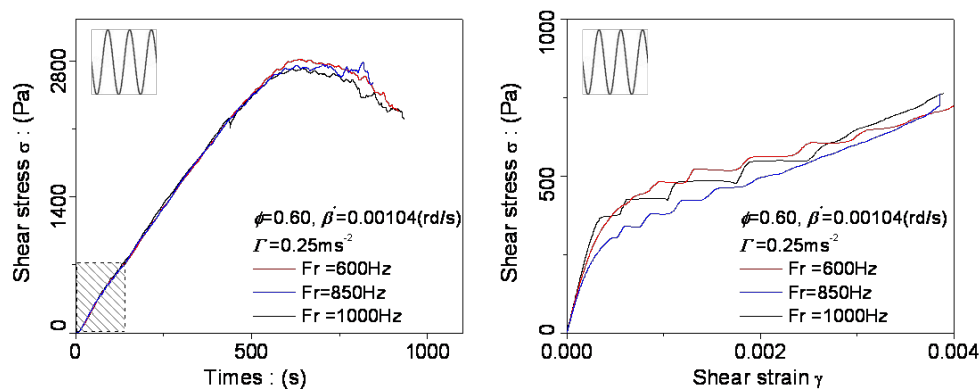 Shear stress σ : (Pa)
2800
1400
0
ϕ=0.60, β̇=0.00104(rd/s)
Γ=0.25ms⁻²
Fr =600Hz
Fr=850Hz
Fr =1000Hz
0
500
1000
Times : (s)
Shear stress σ: (Pa)
1000
500
0
ϕ=0.60, β̇=0.00104(rd/s)
Γ=0.25ms⁻²
Fr =600Hz
Fr=850Hz
Fr =1000Hz
0.000
0.002
0.004
Shear strain γ